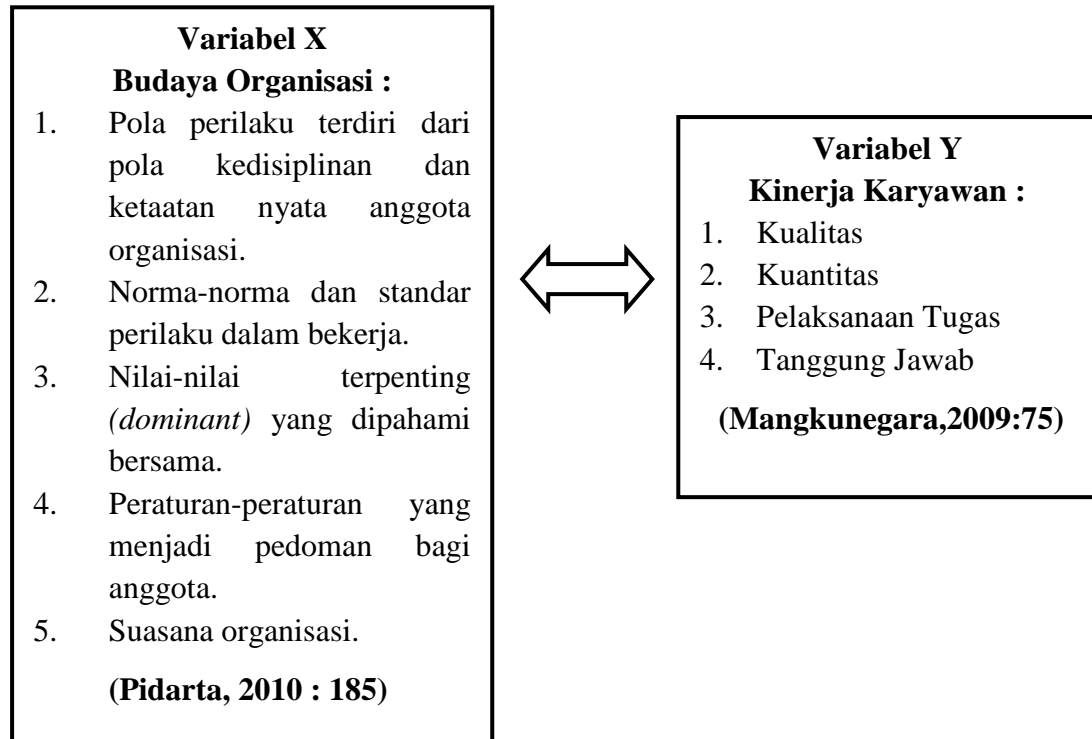 Variabel X
Budaya Organisasi :
1. Pola perilaku terdiri dari
pola kedisiplinan dan
ketaatan nyata anggota
organisasi.
2. Norma-norma dan standar
perilaku dalam bekerja.
3. Nilai-nilai terpenting
(dominant) yang dipahami
bersama.
4. Peraturan-peraturan yang
menjadi pedoman bagi
anggota.
5. Suasana organisasi.
(Pidarta, 2010 : 185)
Variabel Y
Kinerja Karyawan :
1. Kualitas
2. Kuantitas
3. Pelaksanaan Tugas
4. Tanggung Jawab
(Mangkunegara,2009:75)